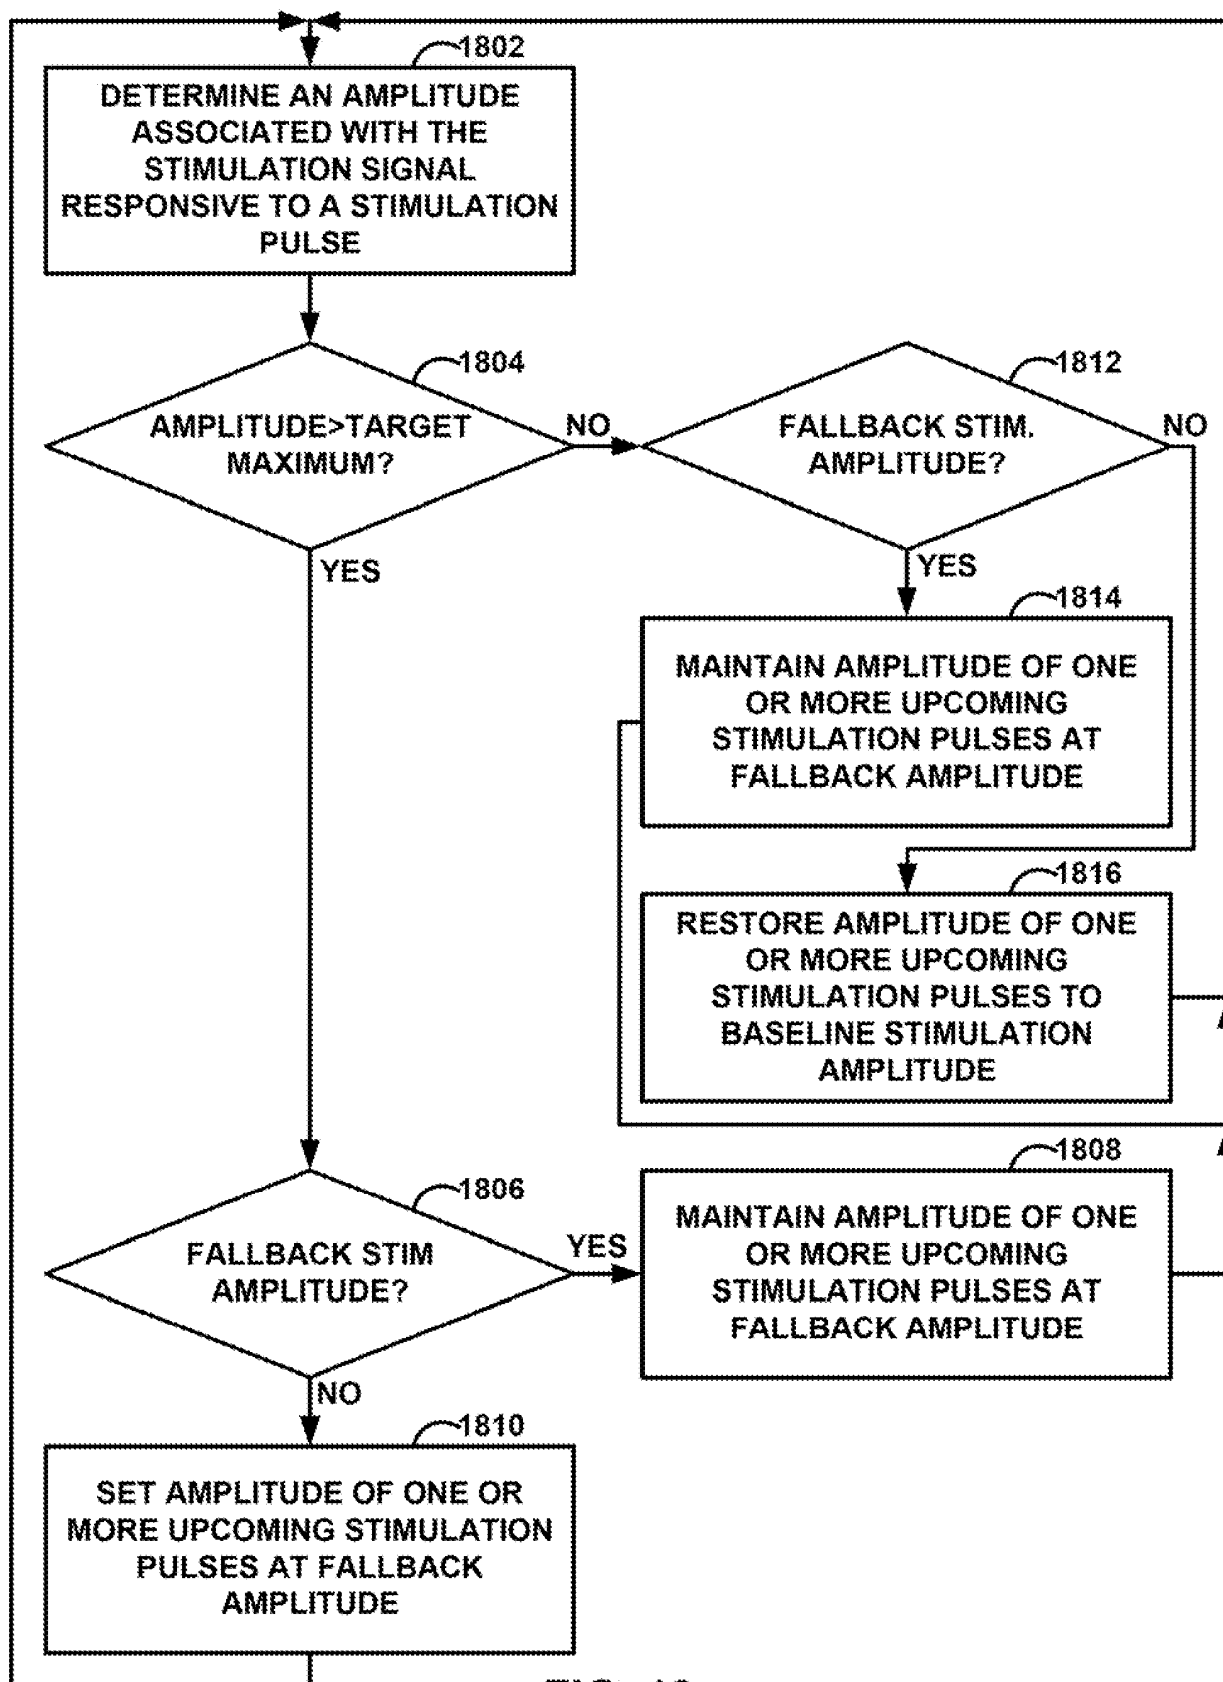 1802
DETERMINE AN AMPLITUDE
ASSOCIATED WITH THE
STIMULATION SIGNAL
RESPONSIVE TO A STIMULATION
PULSE
1804
AMPLITUDE>TARGET
MAXIMUM?
NO
YES
1812
FALLBACK STIM.
AMPLITUDE?
NO
YES
1814
MAINTAIN AMPLITUDE OF ONE
OR MORE UPCOMING
STIMULATION PULSES AT
FALLBACK AMPLITUDE
1816
RESTORE AMPLITUDE OF ONE
OR MORE UPCOMING
STIMULATION PULSES TO
BASELINE STIMULATION
AMPLITUDE
1806
FALLBACK STIM
AMPLITUDE?
YES
NO
1808
MAINTAIN AMPLITUDE OF ONE
OR MORE UPCOMING
STIMULATION PULSES AT
FALLBACK AMPLITUDE
1810
SET AMPLITUDE OF ONE OR
MORE UPCOMING STIMULATION
PULSES AT FALLBACK
AMPLITUDE